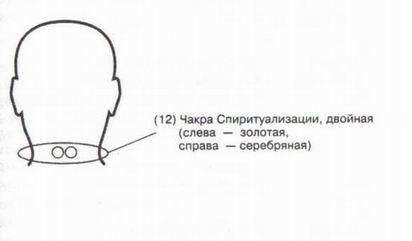 (12) Чакра Спиритуализации, двойная
(слева — золотая,
справа — серебряная)